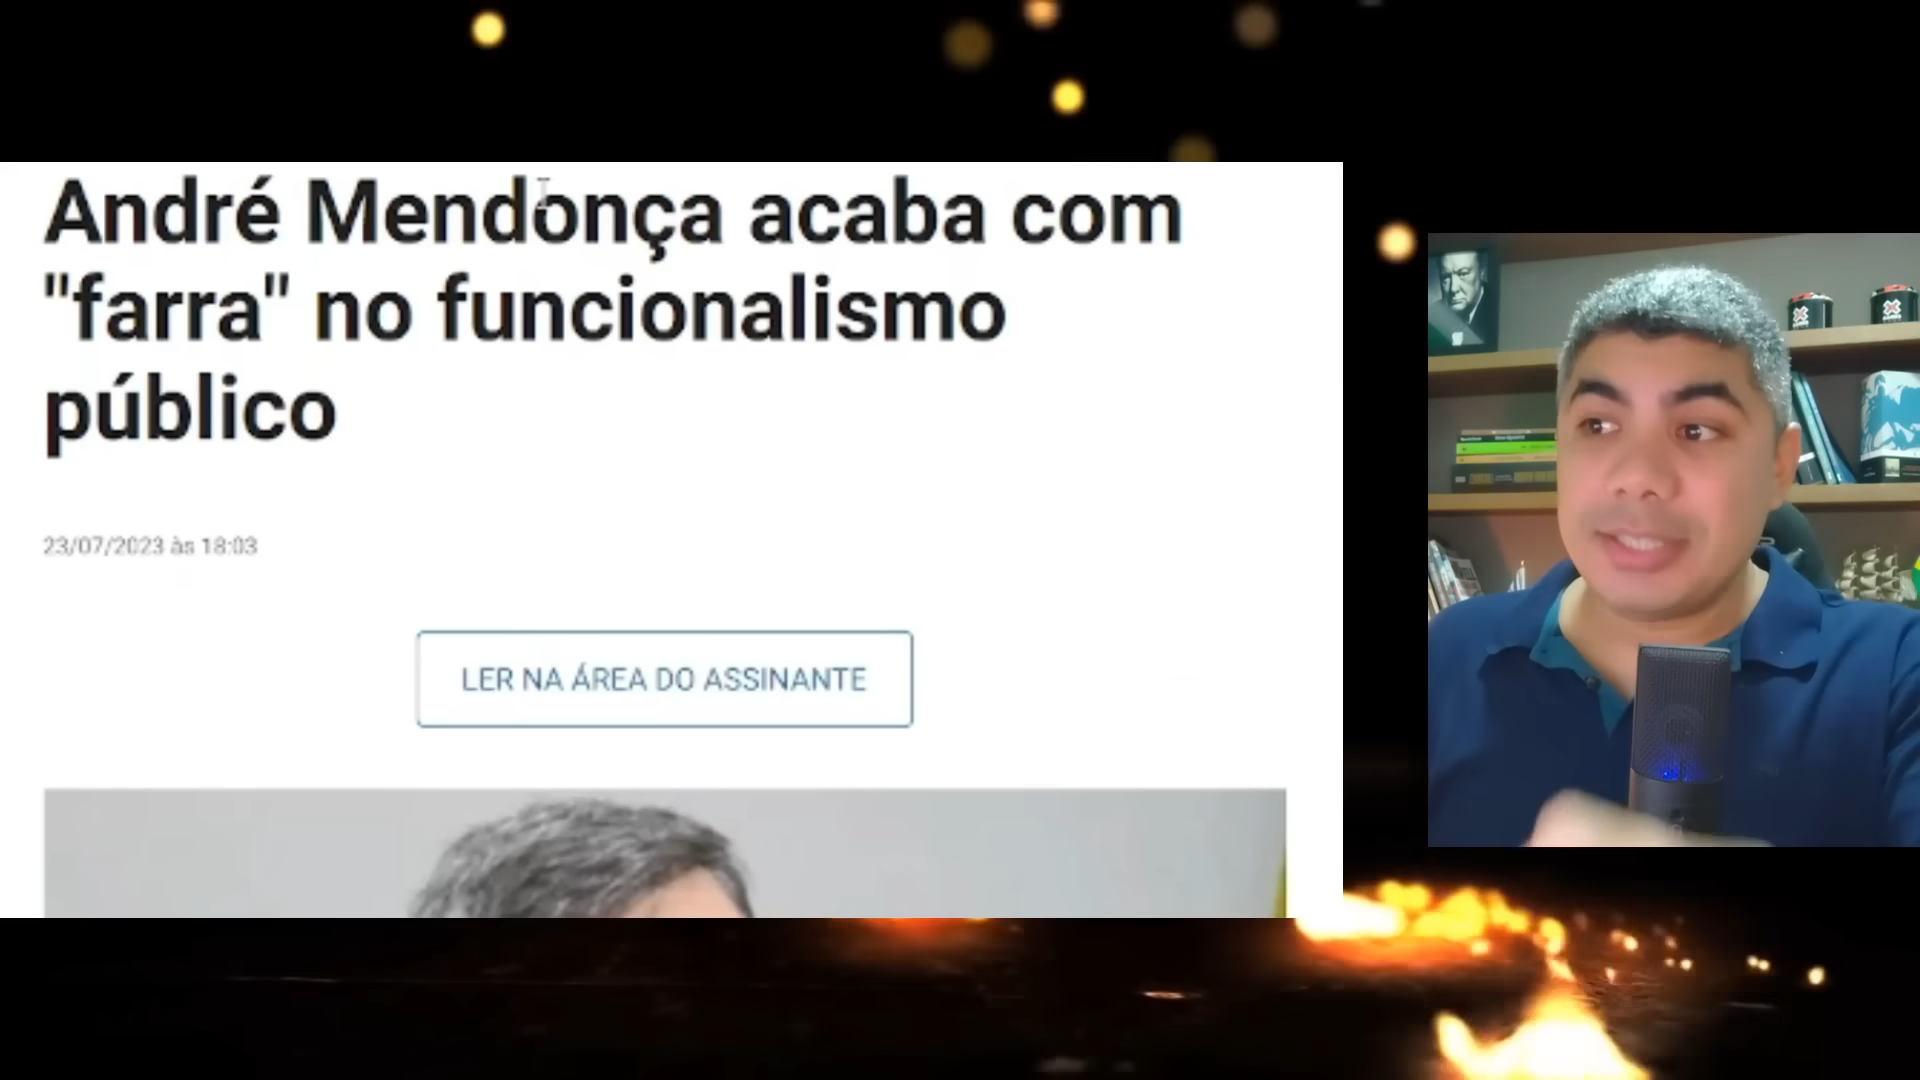 André Mendonça acaba com
"farra" no funcionalismo
público
23/07/2023 às 18:03
LER NA ÁREA DO ASSINANTE